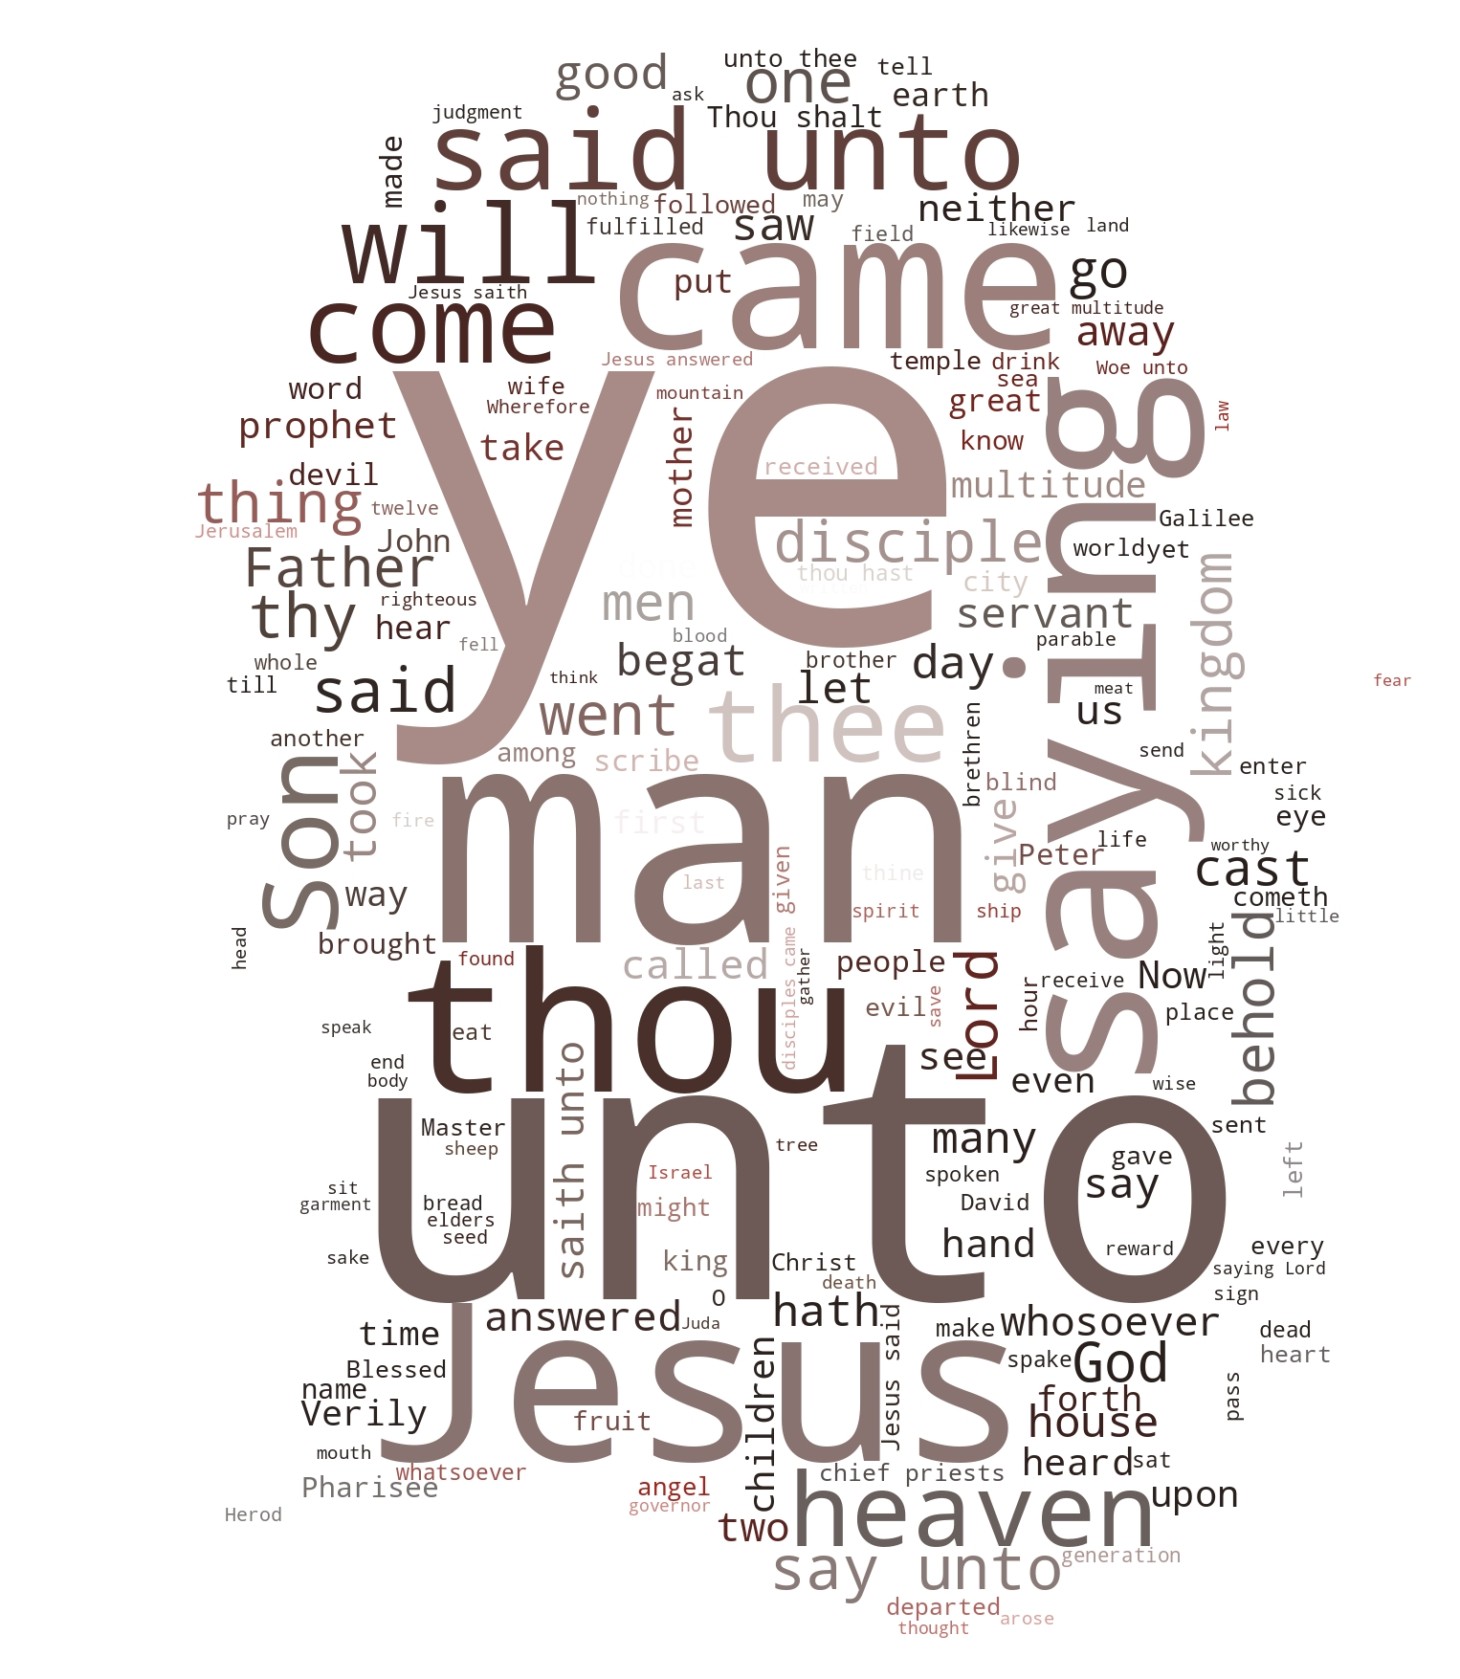 unto thee
good one tell
ask earth
judgment Thou shalt
made said unto
nothing followed may neither
will fulfilled saw field likewise land
came put go
Jesus saith
come great multitude
away
Jesus answered temple drink Woe unto
word wife sea
Wherefore mountain great law
prophet mother
take know
ye received
devil multitude
thing twelve
Jerusalem disciple Galilee
John world yet
Father thou hast city
righteous men servant kingdom
thy hear blood parable
fell begat brother day
whole let
till said think meat fear
went thee us
another among brethren send
Son took scribe blind enter
sick
pray fire first give eye
man saying life
Peter worthy
last given thine cast
way cometh
spirit ship little
head brought found called people Lord light behold
disciples came gather receive Now
thou evil save hour place
speak eat see
end even wise
body
unto saith unto
Master many sent
sheep tree gave left
Israel spoken say
sit
garment bread might David
elders
seed hand reward every
sake king Christ saying Lord
death sign
O hath
answered Juda whosoever
time make dead
Jesus Jesus said spake God heart
Blessed children
name forth pass
Verily fruit house
mouth heard sat
whatsoever chief priests
Pharisee angel
governor heaven upon
Herod two
say unto generation
departed arose
thought